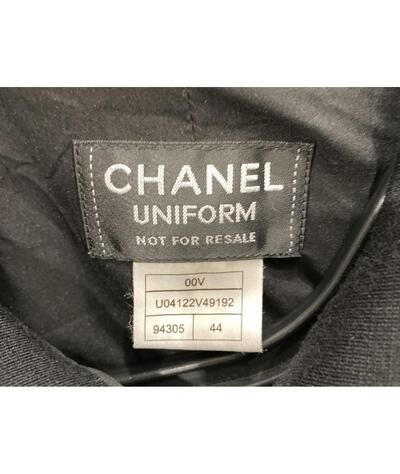 CHANEL
UNIFORM
NOT FOR RESALE
00V
U04122V49192
94305 44